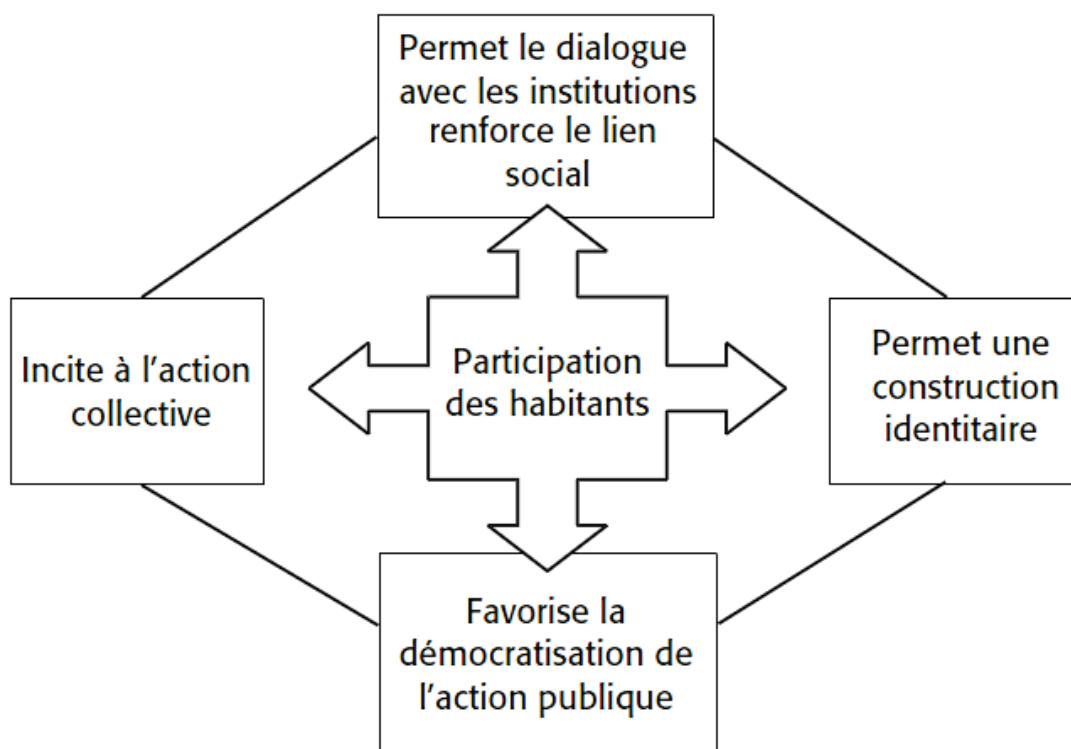 Permet le dialogue
avec les institutions
renforce le lien
social
Incite à l'action
collective
Participation
des habitants
Permet une
construction
identitaire
Favorise la
démocratisation de
l'action publique